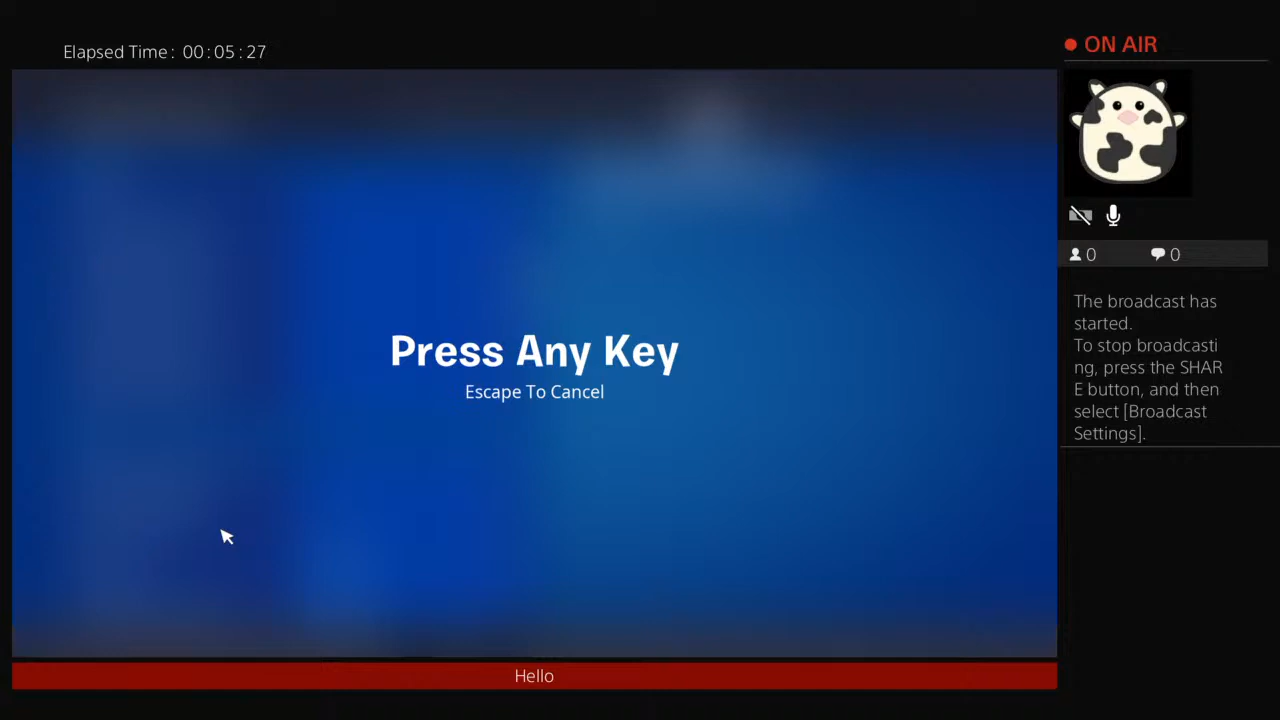 Elapsed Time: 00:05:27
ON AIR
0
0
The broadcast has
started.
To stop broadcasti
ng, press the SHAR
E button, and then
select [Broadcast
Settings].
Press Any Key
Escape To Cancel
Hello